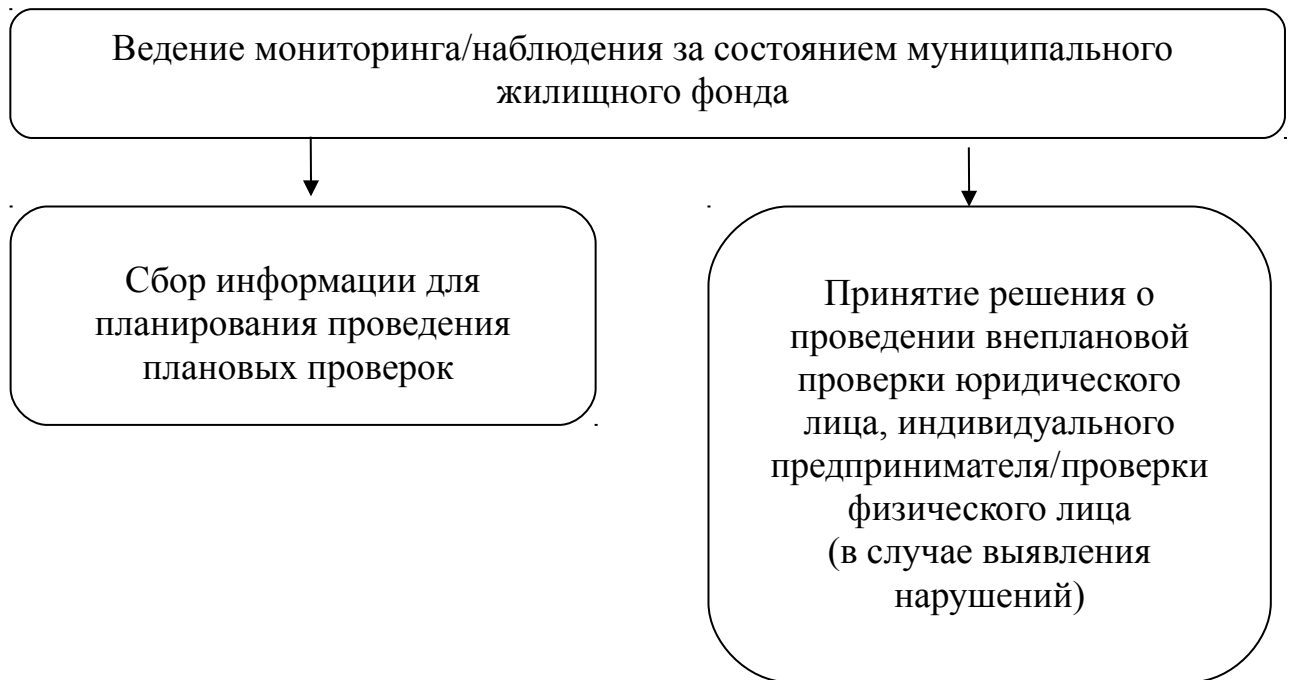 Ведение мониторинга/наблюдения за состоянием муниципального
жилищного фонда
Сбор информации для
планирования проведения
плановых проверок
Принятие решения о
проведении внеплановой
проверки юридического
лица, индивидуального
предпринимателя/проверки
физического лица
(в случае выявления
нарушений)